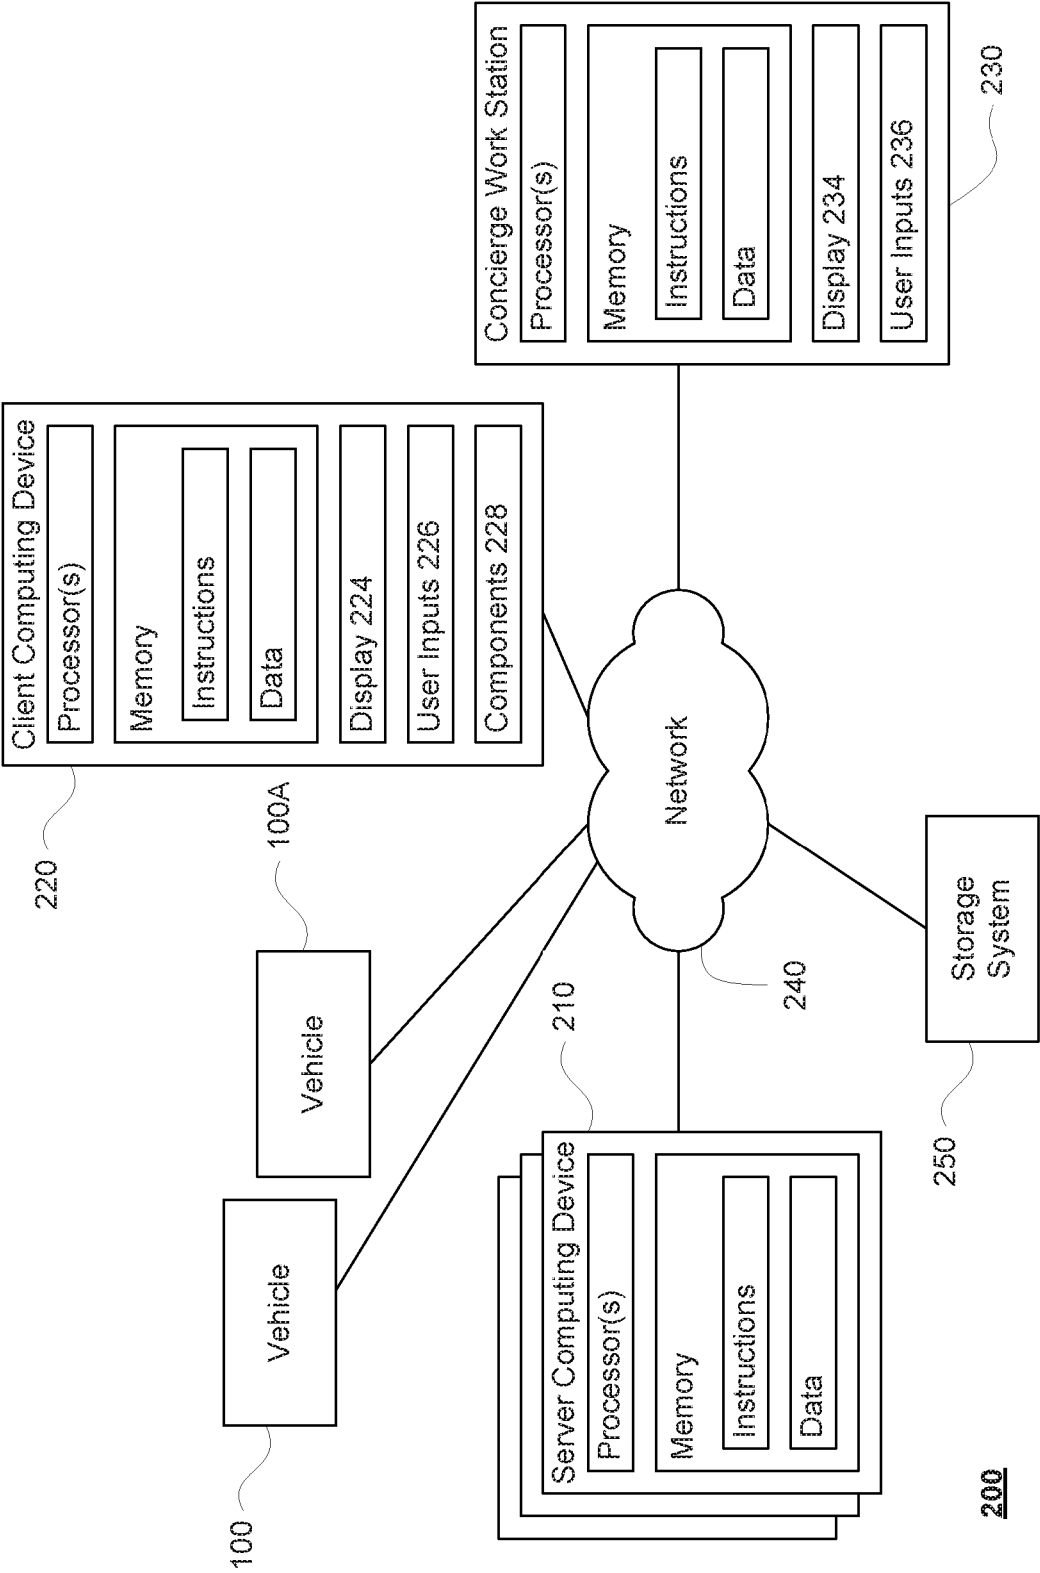 100
Vehicle
100A
Vehicle
220
Client Computing Device
Processor(s)
Memory
Instructions
Data
Display 224
User Inputs 226
Components 228
Concierge Work Station
Processor(s)
Memory
Instructions
Data
Display 234
User Inputs 236
230
Server Computing Device
Processor(s)
Memory
Instructions
Data
210
Network
240
Storage
System
250
200